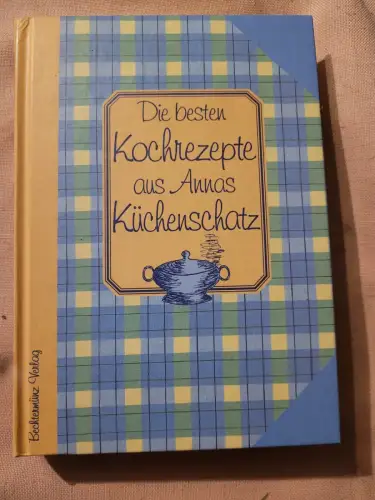 Die besten
Kochrezepte
aus Annas
Küchenschatz
Bechtermünz Verlag